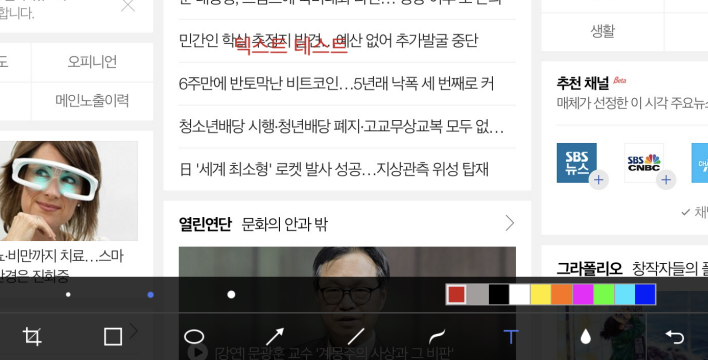 합니다.
오피니언
메인노출이력
민간인 학살 추정지 발견…예산 없어 추가발굴 중단
텍스트 테스트
6주만에 반토막난 비트코인…5년래 낙폭 세 번째로 커
청소년배당 시행·청년배당 폐지·고교무상교복 모두 없…
日 '세계 최소형' 로켓 발사 성공…지상관측 위성 탑재
열린연단 문화의 안과 밖
생활
추천 채널 Beta
매체가 선정한 이 시각 주요뉴스
SBS 뉴스
SBS CNBC
그라폴리오 창작자들의
·비만까지 치료…스마
진화중
T
[강연] 문광훈 교수 '계몽주의 사상과 그 비판'